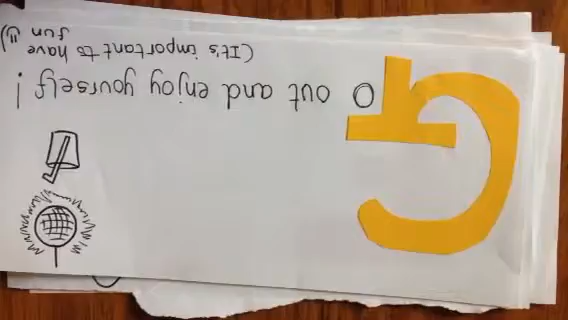 GO out and enjoy yourself!
(It's important to have
fun =))